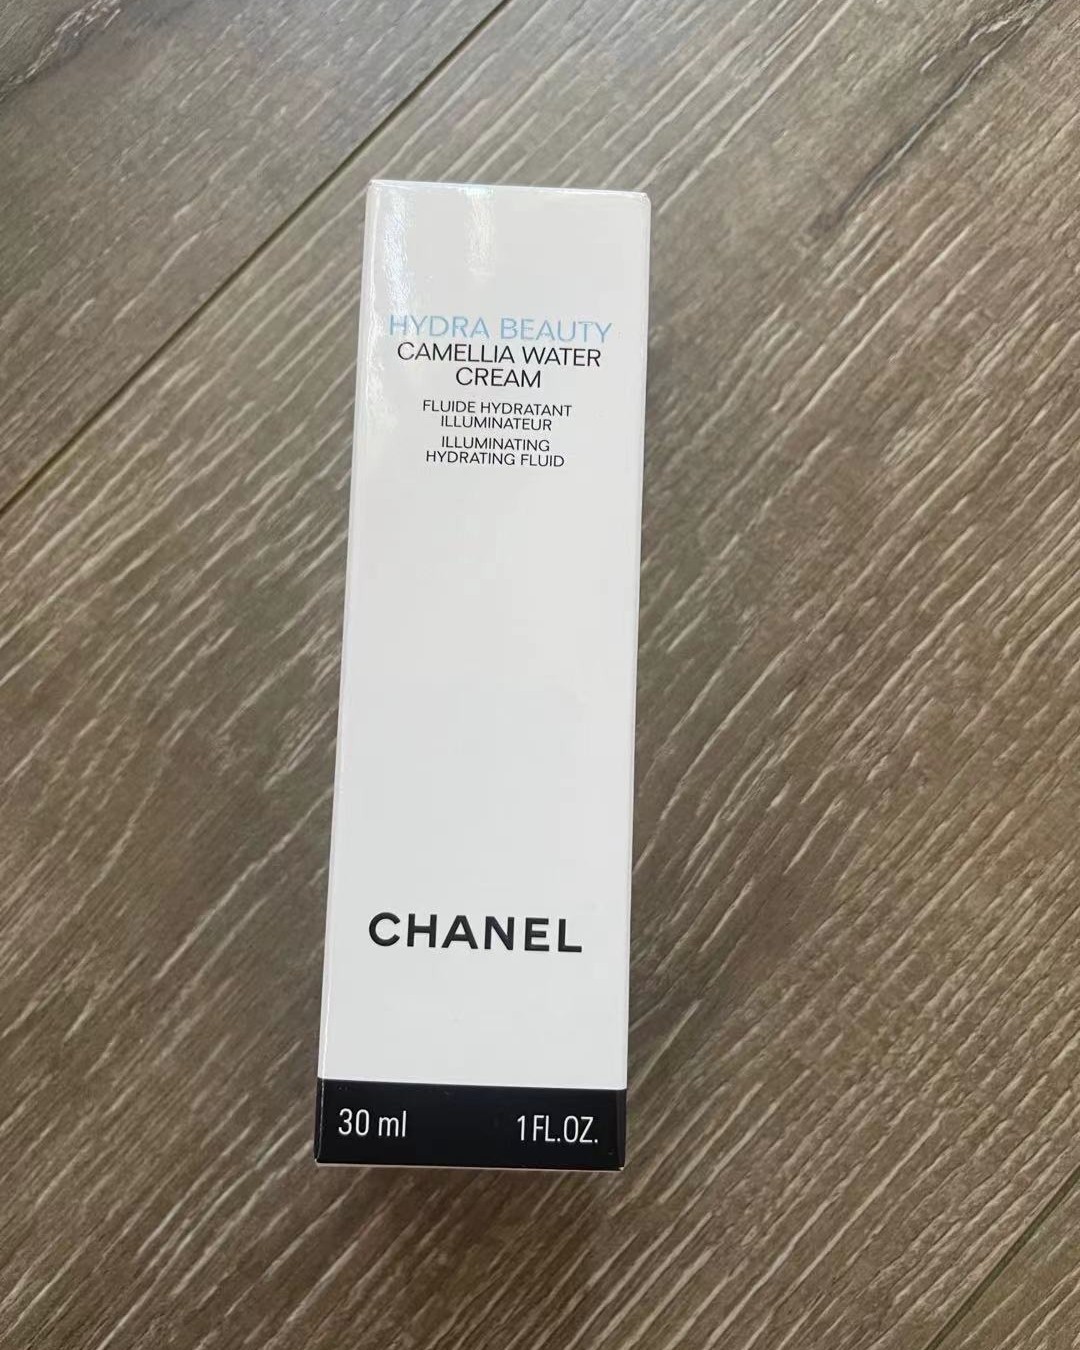 HYDRA BEAUTY
CAMELLIA WATER
CREAM
FLUIDE HYDRATANT
ILLUMINATEUR
ILLUMINATING
HYDRATING FLUID
CHANEL
30 ml 1 FL.OZ.